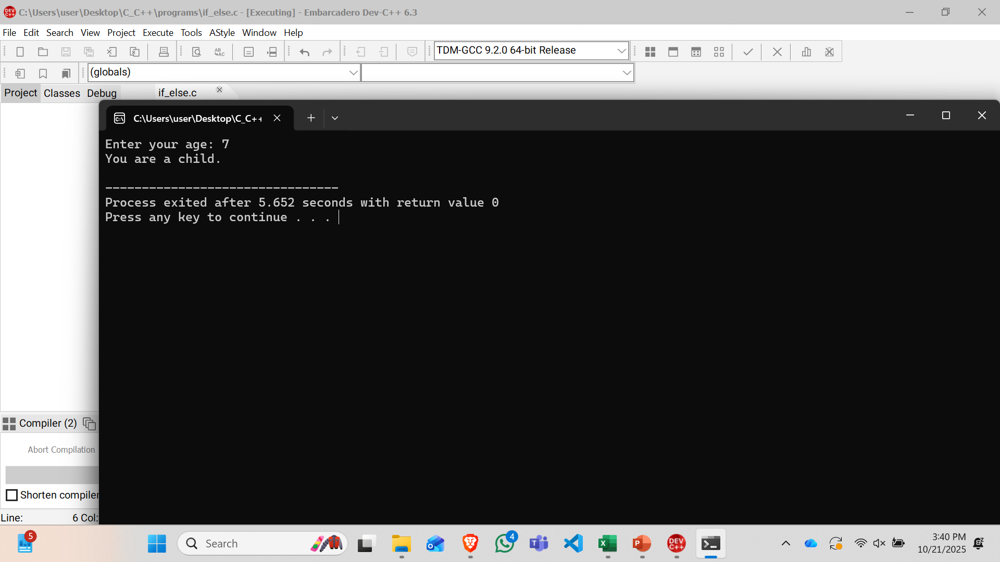 C:\Users\user\Desktop\C_C++\programs\if_else.c - [Executing] - Embarcadero Dev-C++ 6.3
File Edit Search View Project Execute Tools AStyle Window Help
TDM-GCC 9.2.0 64-bit Release
(globals)
Project Classes Debug if_else.c
C:\Users\user\Desktop\C_C++
Enter your age: 7
You are a child.
--------------------------------
Process exited after 5.652 seconds with return value 0
Press any key to continue . . .
Compiler (2)
Abort Compilation
Shorten compiler
Line: 6 Col:
5
Search
4
DEV C++
3:40 PM
10/21/2025